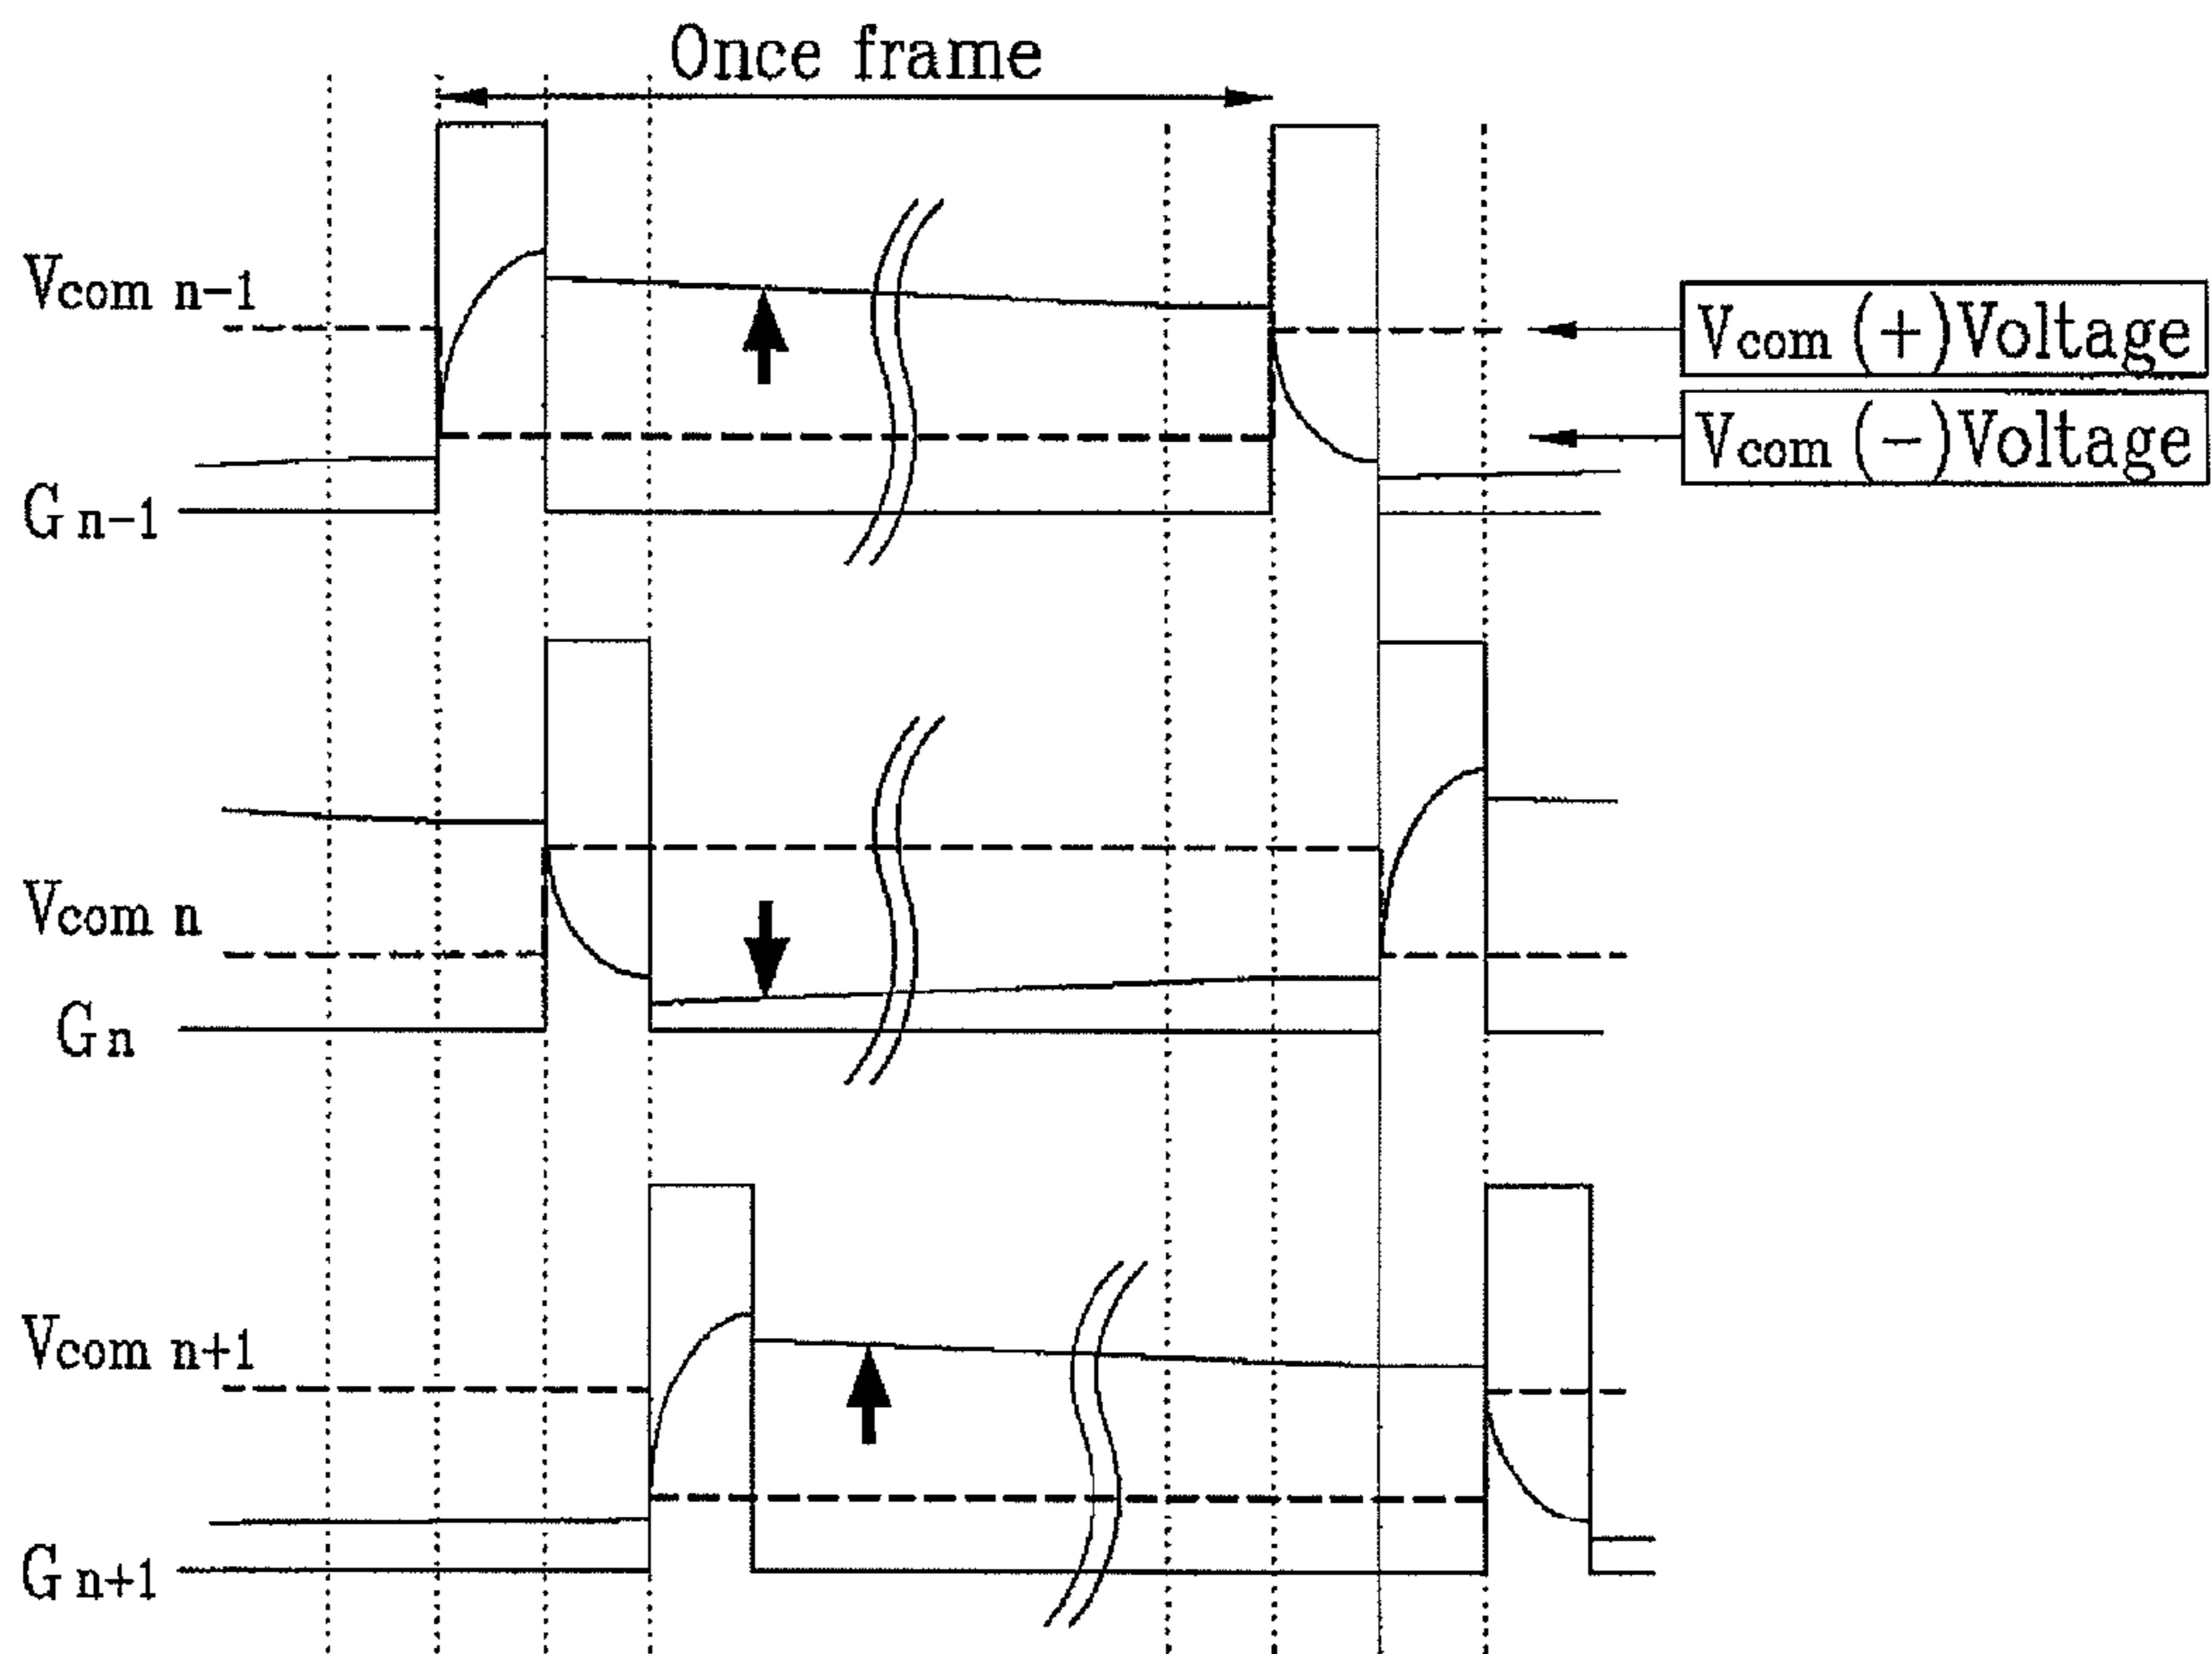 Once frame
Vcom n-1
Vcom (+)Voltage
Vcom (-)Voltage
G n-1
Vcom n
G n
Vcom n+1
G n+1